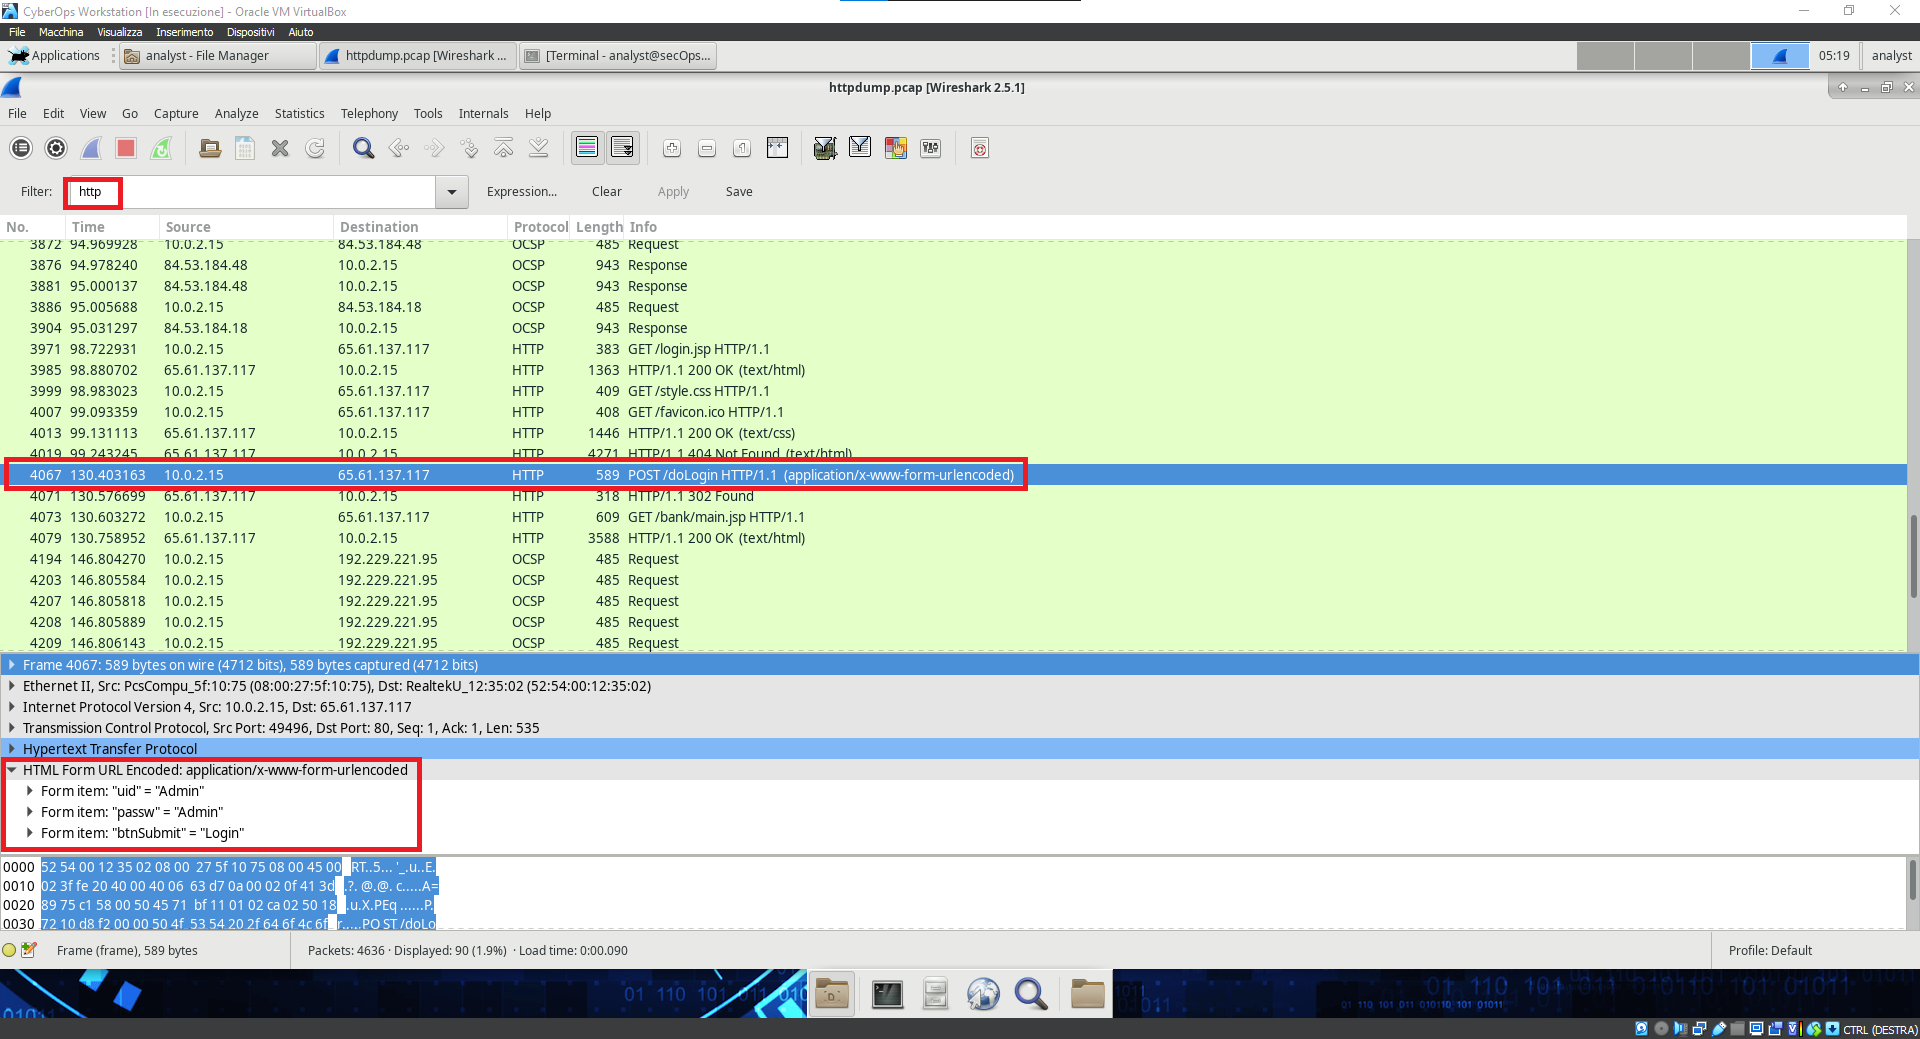 CyberOps Workstation [In esecuzione] - Oracle VM VirtualBox
File Macchina Visualizza Inserimento Dispositivi Aiuto
Applications analyst - File Manager httpdump.pcap [Wireshark ... [Terminal - analyst@secOps... 05:19 analyst
httpdump.pcap [Wireshark 2.5.1]
File Edit View Go Capture Analyze Statistics Telephony Tools Internals Help
Filter: http Expression... Clear Apply Save
No. Time Source Destination Protocol Length Info
3872 94.969928 10.0.2.15 84.53.184.48 OCSP 485 Request
3876 94.978240 84.53.184.48 10.0.2.15 OCSP 943 Response
3881 95.000137 84.53.184.48 10.0.2.15 OCSP 943 Response
3886 95.005688 10.0.2.15 84.53.184.18 OCSP 485 Request
3904 95.031297 84.53.184.18 10.0.2.15 OCSP 943 Response
3971 98.722931 10.0.2.15 65.61.137.117 HTTP 383 GET /login.jsp HTTP/1.1
3985 98.880702 65.61.137.117 10.0.2.15 HTTP 1363 HTTP/1.1 200 OK (text/html)
3999 98.983023 10.0.2.15 65.61.137.117 HTTP 409 GET /style.css HTTP/1.1
4007 99.093359 10.0.2.15 65.61.137.117 HTTP 408 GET /favicon.ico HTTP/1.1
4013 99.131113 65.61.137.117 10.0.2.15 HTTP 1446 HTTP/1.1 200 OK (text/css)
4019 99.243245 65.61.137.117 10.0.2.15 HTTP 4271 HTTP/1.1 404 Not Found (text/html)
4067 130.403163 10.0.2.15 65.61.137.117 HTTP 589 POST /doLogin HTTP/1.1 (application/x-www-form-urlencoded)
4071 130.576699 65.61.137.117 10.0.2.15 HTTP 318 HTTP/1.1 302 Found
4073 130.603272 10.0.2.15 65.61.137.117 HTTP 609 GET /bank/main.jsp HTTP/1.1
4079 130.758952 65.61.137.117 10.0.2.15 HTTP 3588 HTTP/1.1 200 OK (text/html)
4194 146.804270 10.0.2.15 192.229.221.95 OCSP 485 Request
4203 146.805584 10.0.2.15 192.229.221.95 OCSP 485 Request
4207 146.805818 10.0.2.15 192.229.221.95 OCSP 485 Request
4208 146.805889 10.0.2.15 192.229.221.95 OCSP 485 Request
4209 146.806143 10.0.2.15 192.229.221.95 OCSP 485 Request
Frame 4067: 589 bytes on wire (4712 bits), 589 bytes captured (4712 bits)
Ethernet II, Src: PcsCompu_5f:10:75 (08:00:27:5f:10:75), Dst: RealtekU_12:35:02 (52:54:00:12:35:02)
Internet Protocol Version 4, Src: 10.0.2.15, Dst: 65.61.137.117
Transmission Control Protocol, Src Port: 49496, Dst Port: 80, Seq: 1, Ack: 1, Len: 535
Hypertext Transfer Protocol
HTML Form URL Encoded: application/x-www-form-urlencoded
Form item: "uid" = "Admin"
Form item: "passw" = "Admin"
Form item: "btnSubmit" = "Login"
0000 52 54 00 12 35 02 08 00 27 5f 10 75 08 00 45 00 RT..5... '_.u..E.
0010 02 3f fe 20 40 00 40 06 63 d7 0a 00 02 0f 41 3d .?. @.@. c.....A=
0020 89 75 c1 58 00 50 45 71 bf 11 01 02 ca 02 50 18 .u.X.PEq ......P.
0030 72 10 d8 f2 00 00 50 4f 53 54 20 2f 64 6f 4c 6f r.....PO ST /doLo
Frame (frame), 589 bytes Packets: 4636 · Displayed: 90 (1.9%) · Load time: 0:00.090 Profile: Default
CTRL (DESTRA)